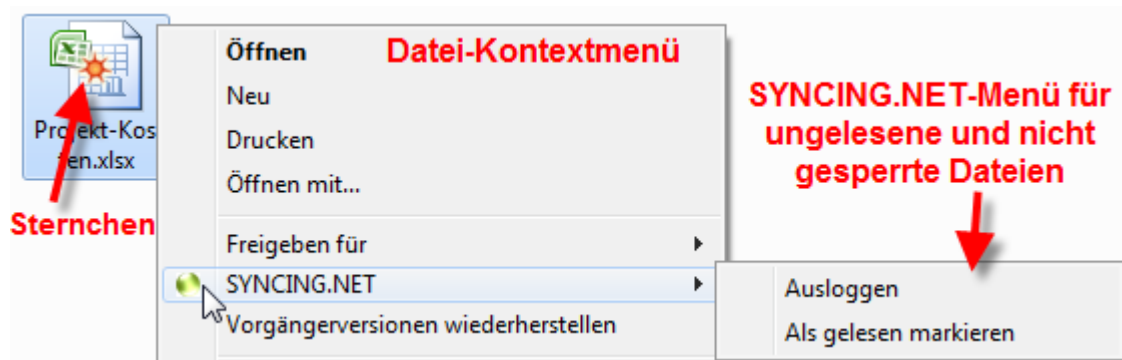 Projekt-Kos
ten.xlsx
Sternchen
Datei-Kontextmenü
Öffnen
Neu
Drucken
Öffnen mit...
Freigeben für
SYNCING.NET
Vorgängerversionen wiederherstellen
SYNCING.NET-Menü für
ungelesene und nicht
gesperrte Dateien
Ausloggen
Als gelesen markieren